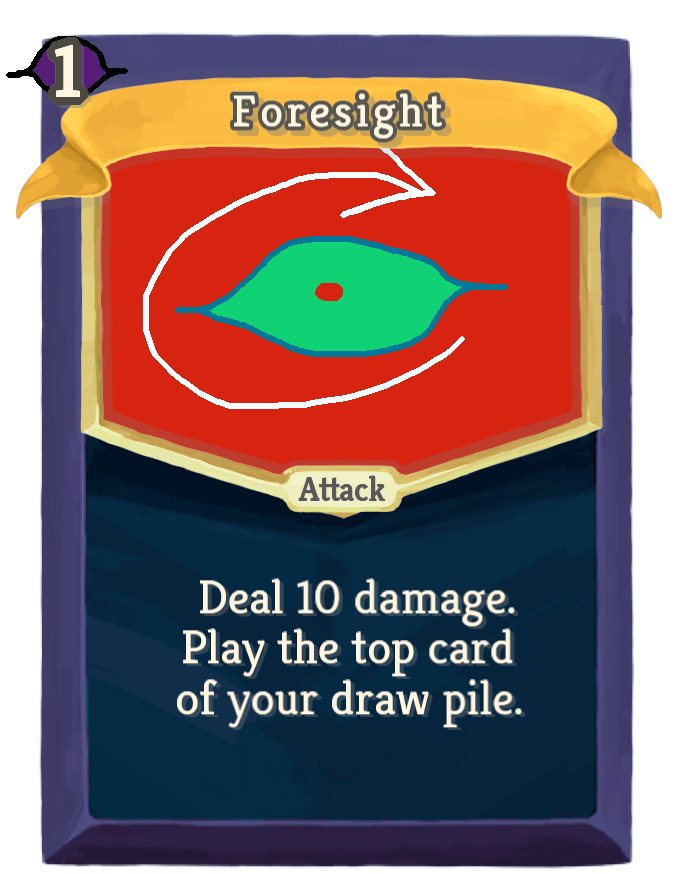 1
Foresight
Attack
Deal 10 damage.
Play the top card
of your draw pile.